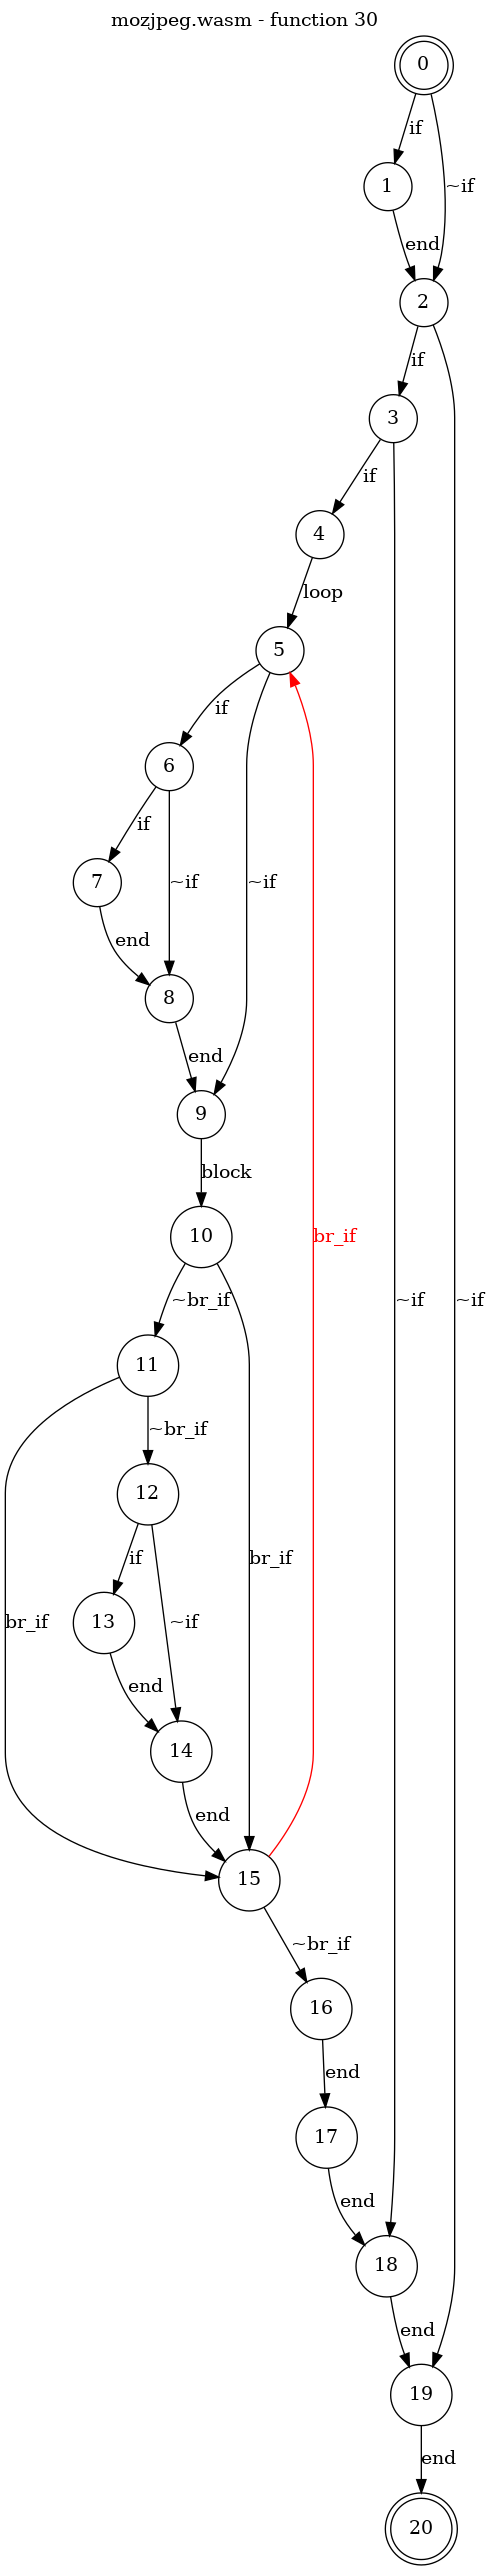 mozjpeg.wasm - function 30
0
if
1
~if
end
2
if
3
if
4
loop
5
if
6
if
7
~if
~if
end
8
end
9
block
10
~br_if
br_if
~if
~if
11
~br_if
12
if
br_if
13
br_if
~if
end
14
end
15
~br_if
16
end
17
end
18
end
19
end
20